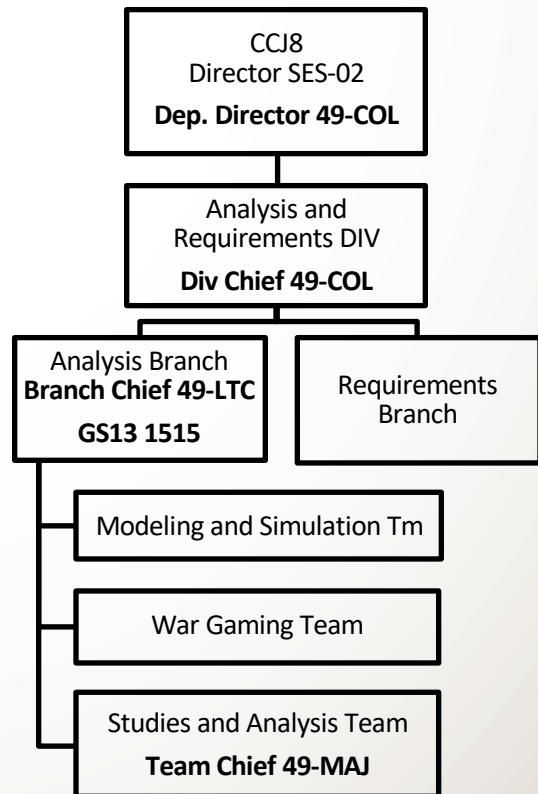 CCJ8
Director SES-02
Dep. Director 49-COL
Analysis and
Requirements DIV
Div Chief 49-COL
Analysis Branch
Branch Chief 49-LTC
GS13 1515
Requirements
Branch
Modeling and Simulation Tm
War Gaming Team
Studies and Analysis Team
Team Chief 49-MAJ